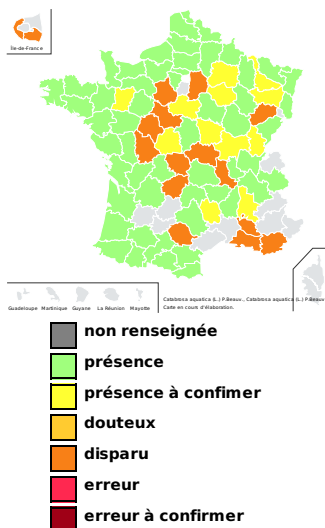 Île-de-France
Guadeloupe Martinique Guyane La Réunion Mayotte
Catabrosa aquatica (L.) P.Beauv., Catabrosa aquatica (L.) P.Beauv
Carte en cours d'élaboration.
non renseignée
présence
présence à confimer
douteux
disparu
erreur
erreur à confirmer